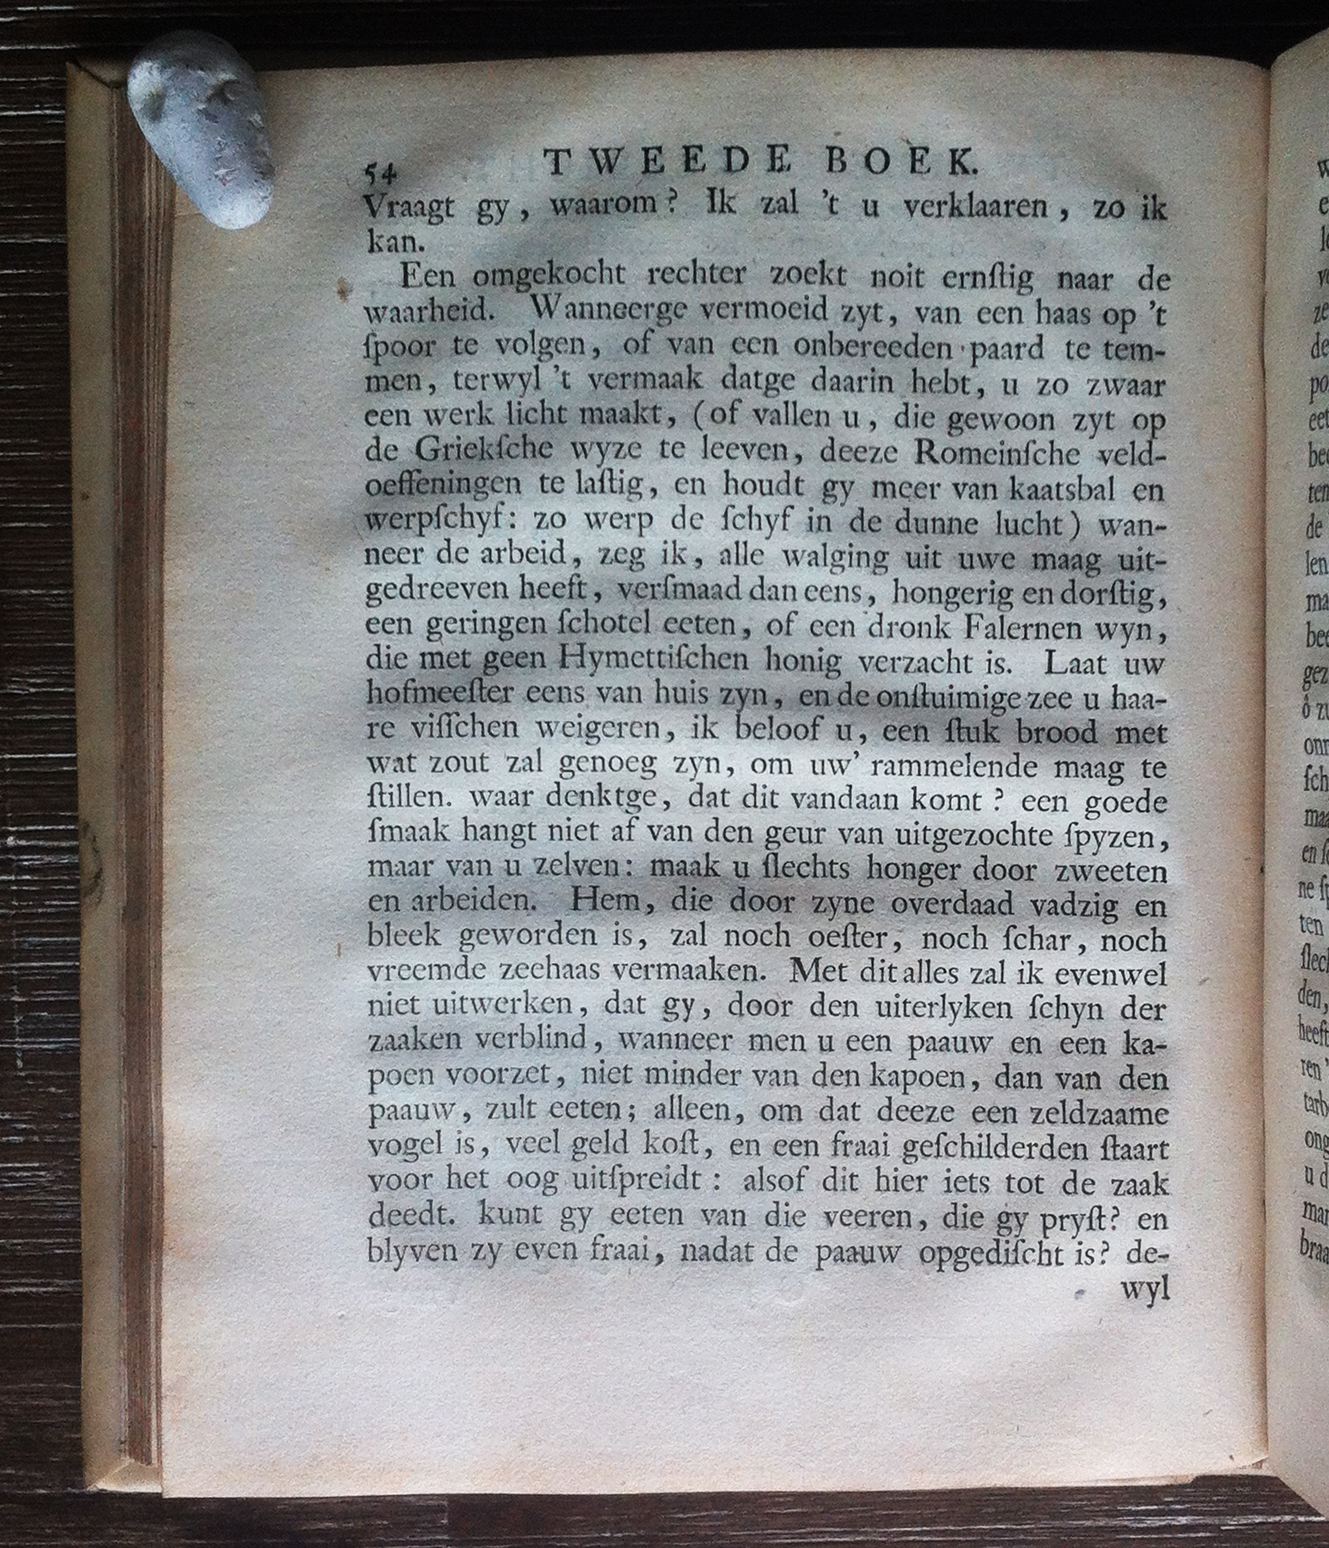 54 TWEEDE BOEK.
Vraagt gy, waarom? Ik zal 't u verklaaren, zo ik
kan.
Een omgekocht rechter zoekt noit ernſtig naar de
waarheid. Wanneerge vermoeid zyt, van een haas op 't
ſpoor te volgen, of van een onbereeden paard te tem-
men, terwyl 't vermaak datge daarin hebt, u zo zwaar
een werk licht maakt, (of vallen u, die gewoon zyt op
de Griekſche wyze te leeven, deeze Romeinſche veld-
oeffeningen te laſtig, en houdt gy meer van kaatsbal en
werpſchyf: zo werp de ſchyf in de dunne lucht) wan-
neer de arbeid, zeg ik, alle walging uit uwe maag uit-
gedreeven heeft, verſmaad dan eens, hongerig en dorſtig,
een geringen ſchotel eeten, of een dronk Falernen wyn,
die met geen Hymettiſchen honig verzacht is. Laat uw
hofmeeſter eens van huis zyn, en de onſtuimige zee u haa-
re viſſchen weigeren, ik beloof u, een ſtuk brood met
wat zout zal genoeg zyn, om uw' rammelende maag te
ſtillen. waar denktge, dat dit vandaan komt? een goede
ſmaak hangt niet af van den geur van uitgezochte ſpyzen,
maar van u zelven: maak u ſlechts honger door zweeten
en arbeiden. Hem, die door zyne overdaad vadzig en
bleek geworden is, zal noch oeſter, noch ſchar, noch
vreemde zeehaas vermaaken. Met dit alles zal ik evenwel
niet uitwerken, dat gy, door den uiterlyken ſchyn der
zaaken verblind, wanneer men u een paauw en een ka-
poen voorzet, niet minder van den kapoen, dan van den
paauw, zult eeten; alleen, om dat deeze een zeldzaame
vogel is, veel geld koſt, en een fraai geſchilderden ſtaart
voor het oog uitſpreidt: alsof dit hier iets tot de zaak
deedt. kunt gy eeten van die veeren, die gy pryſt? en
blyven zy even fraai, nadat de paauw opgediſcht is? de-
wyl